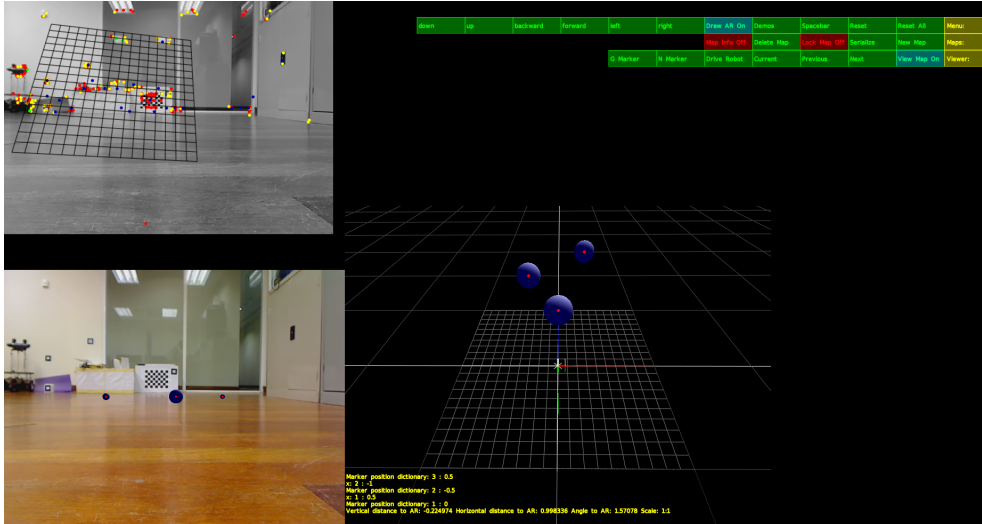 down up backward forward left right Draw AR On Demos Spacebar Reset Reset All Menu:
Map Info Off Delete Map Lock Map Off Serialize New Map Maps:
G Marker N Marker Drive Robot Current Previous Next View Map On Viewer:
Marker position dictionary: 3 : 0.5
x: 2 : -1
Marker position dictionary: 2 : -0.5
x: 1 : 0.5
Marker position dictionary: 1 : 0
Vertical distance to AR: -0.224974 Horizontal distance to AR: 0.998336 Angle to AR: 1.57078 Scale: 1:1